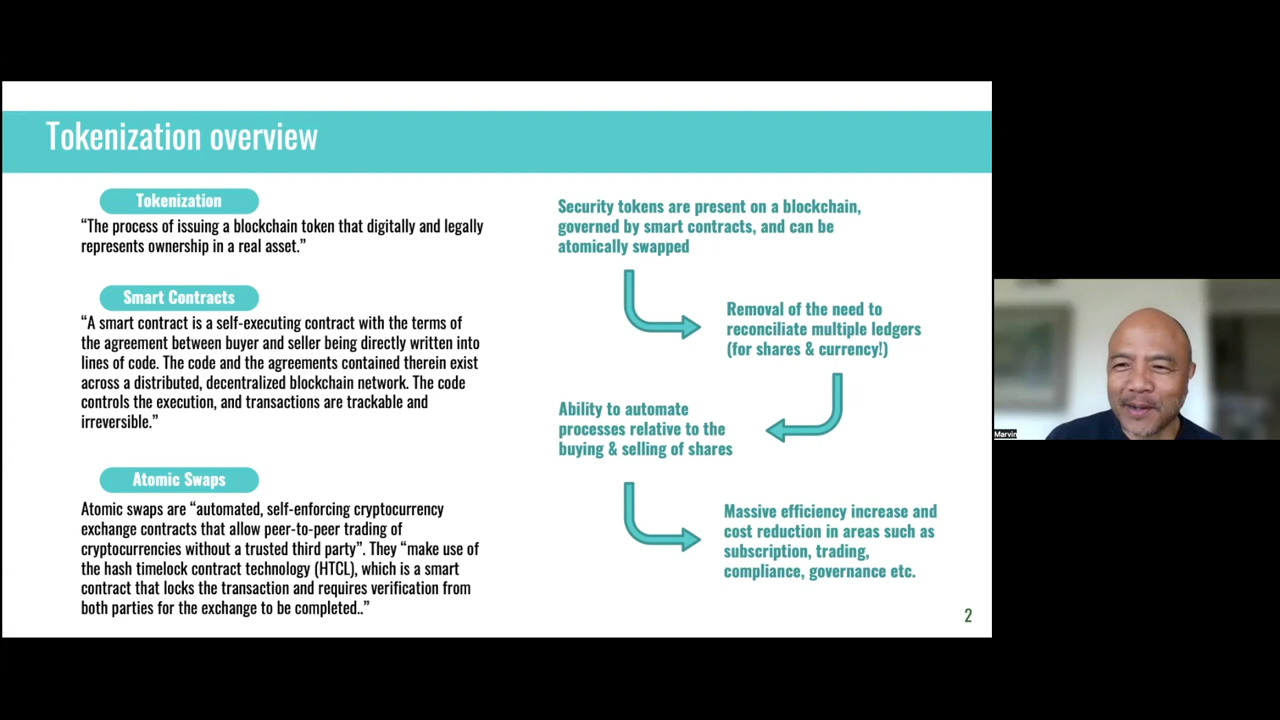 Tokenization overview
Tokenization
“The process of issuing a blockchain token that digitally and legally
represents ownership in a real asset.”
Smart Contracts
“A smart contract is a self-executing contract with the terms of
the agreement between buyer and seller being directly written into
lines of code. The code and the agreements contained therein exist
across a distributed, decentralized blockchain network. The code
controls the execution, and transactions are trackable and
irreversible.”
Atomic Swaps
Atomic swaps are “automated, self-enforcing cryptocurrency
exchange contracts that allow peer-to-peer trading of
cryptocurrencies without a trusted third party”. They “make use of
the hash timelock contract technology (HTCL), which is a smart
contract that locks the transaction and requires verification from
both parties for the exchange to be completed..”
Security tokens are present on a blockchain,
governed by smart contracts, and can be
atomically swapped
Removal of the need to
reconciliate multiple ledgers
(for shares & currency!)
Ability to automate
processes relative to the
buying & selling of shares
Massive efficiency increase and
cost reduction in areas such as
subscription, trading,
compliance, governance etc.
2
Marvin